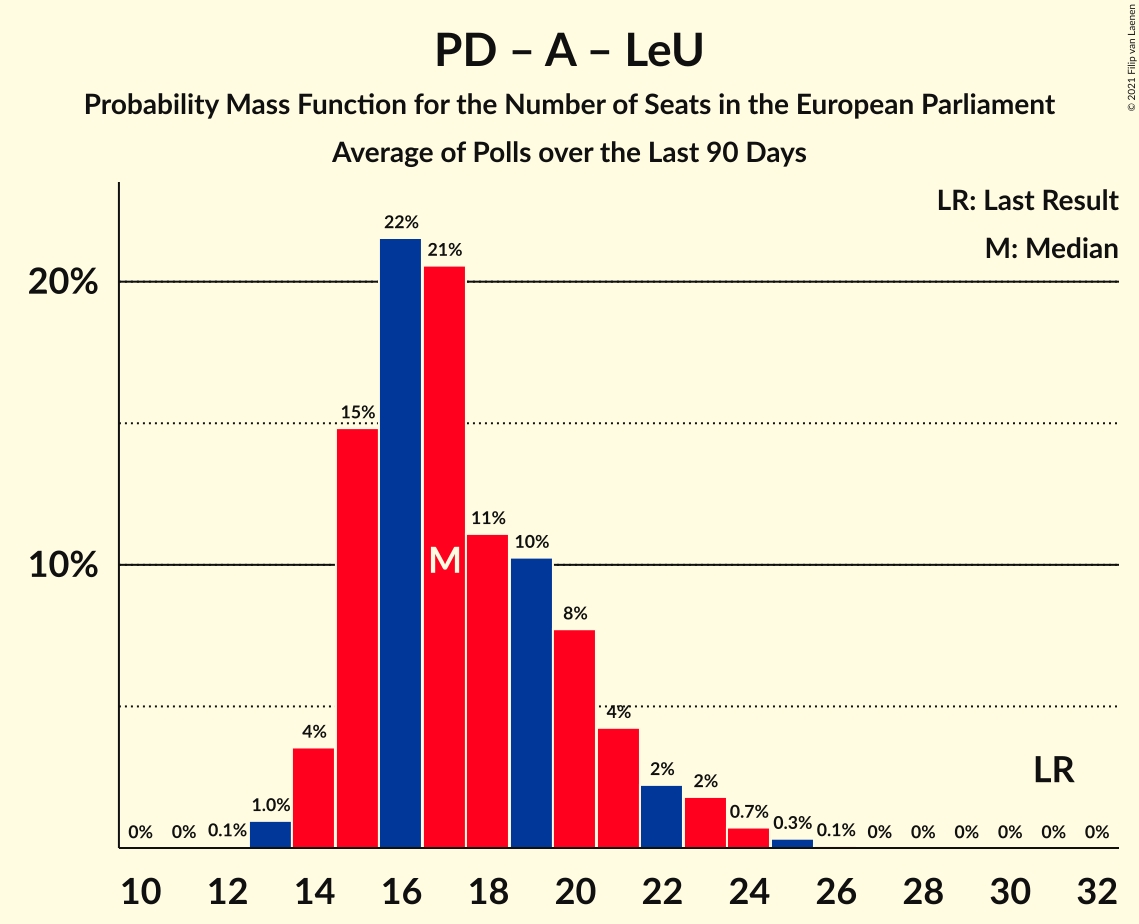 PD – A – LeU
Probability Mass Function for the Number of Seats in the European Parliament
Average of Polls over the Last 90 Days
© 2021 Filip van Laenen
LR: Last Result
M: Median
20%
10%
0%
0%
0.1%
1.0%
4%
15%
22%
21%
11%
10%
8%
4%
2%
2%
0.7%
0.3%
0.1%
0%
0%
0%
0%
0%
0%
M
LR
10 12 14 16 18 20 22 24 26 28 30 32